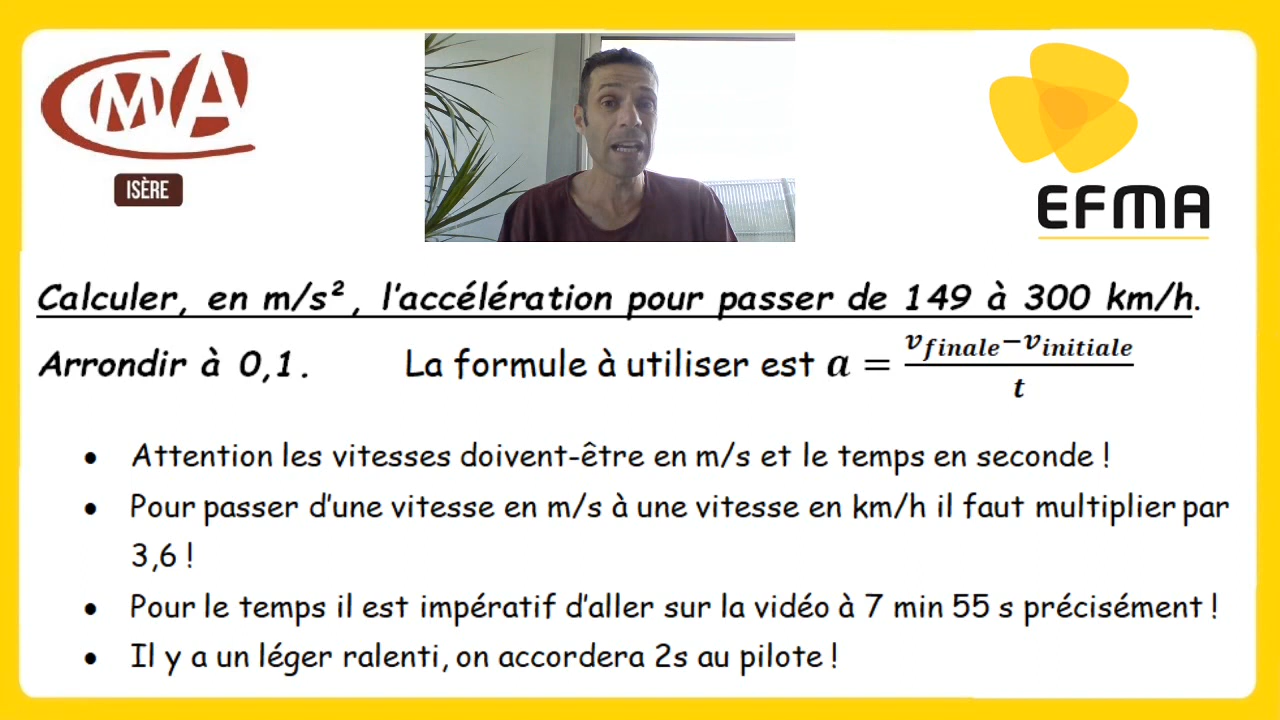 CMA
ISÈRE
EFMA
Calculer, en m/s², l'accélération pour passer de 149 à 300 km/h.
Arrondir à 0,1. La formule à utiliser est a = (v finale − v initiale) / t
• Attention les vitesses doivent-être en m/s et le temps en seconde !
• Pour passer d'une vitesse en m/s à une vitesse en km/h il faut multiplier par
3,6 !
• Pour le temps il est impératif d'aller sur la vidéo à 7 min 55 s précisément !
• Il y a un léger ralenti, on accordera 2s au pilote !